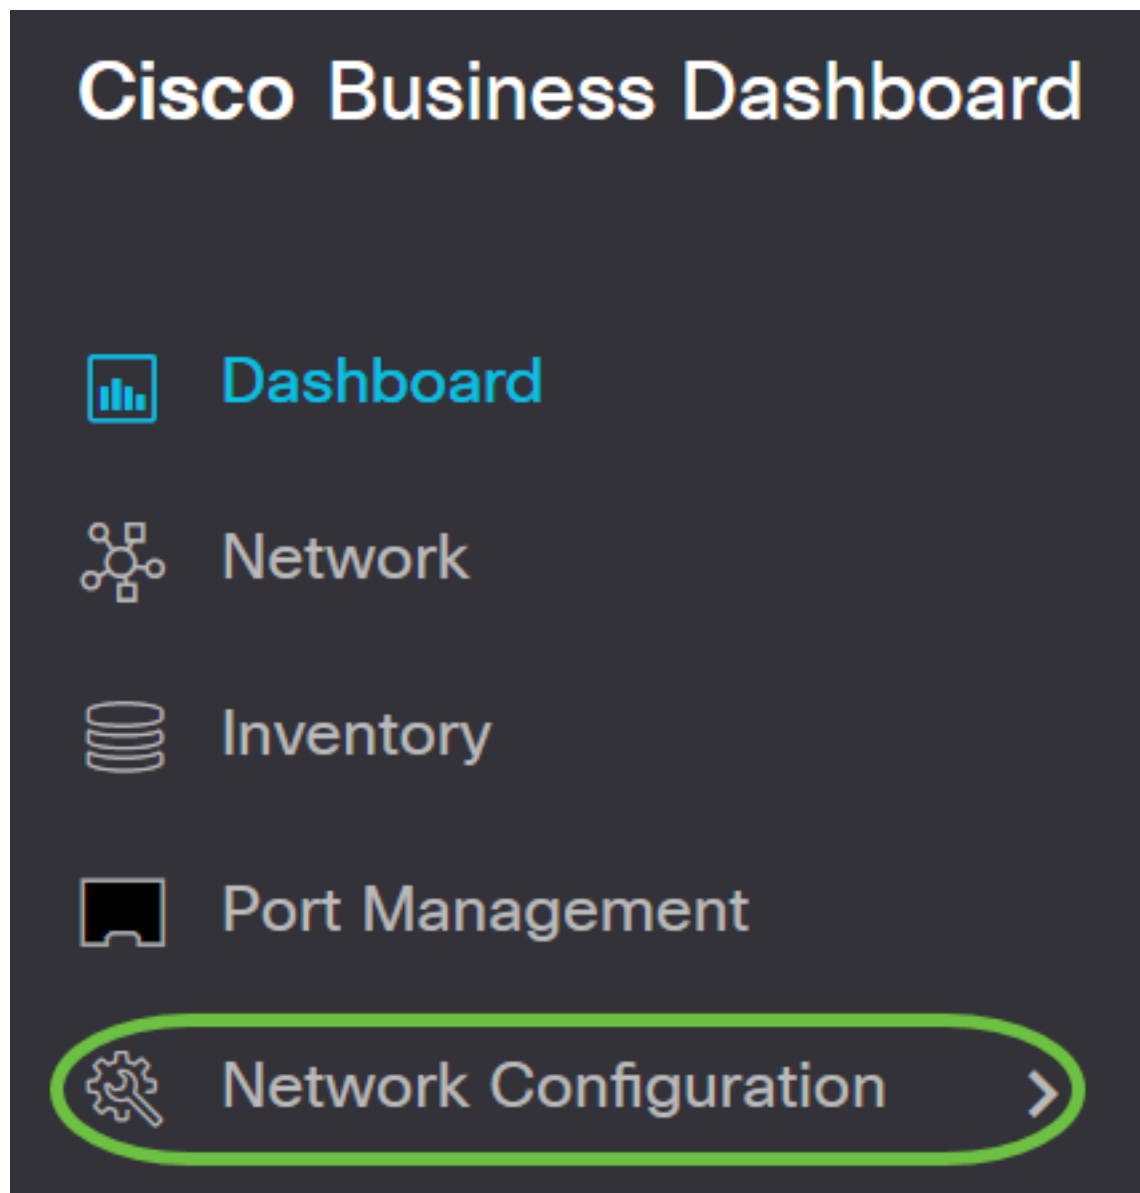 Cisco Business Dashboard
Dashboard
Network
Inventory
Port Management
Network Configuration